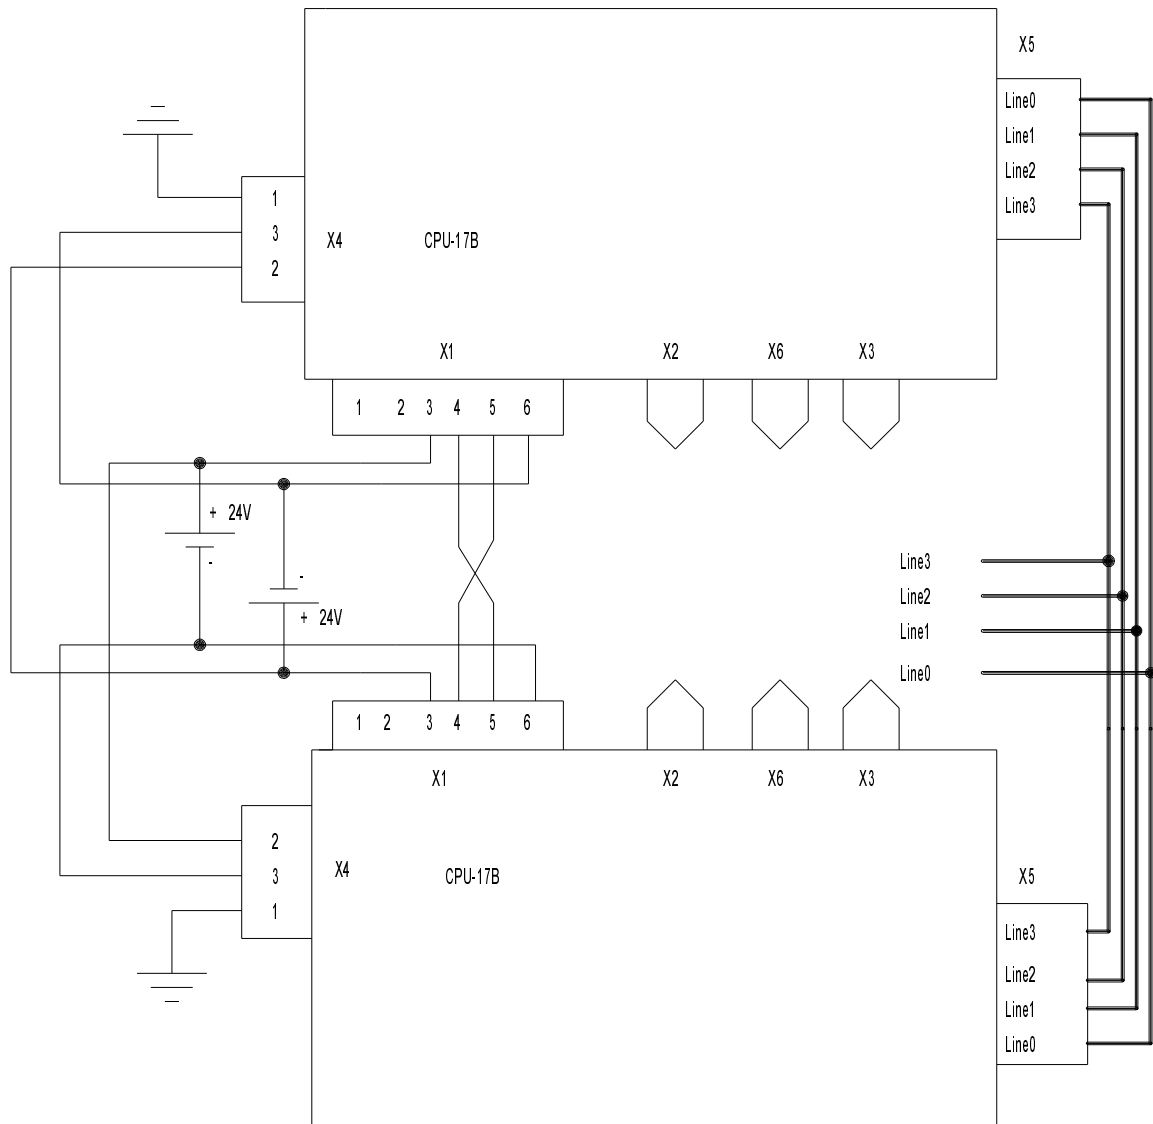 X5
Line0
Line1
Line2
Line3
1
3
2
X4 CPU-17B
X1 X2 X6 X3
1 2 3 4 5 6
+ 24V
-
-
+ 24V
Line3
Line2
Line1
Line0
1 2 3 4 5 6
X1 X2 X6 X3
2
3
1
X4 CPU-17B
X5
Line3
Line2
Line1
Line0